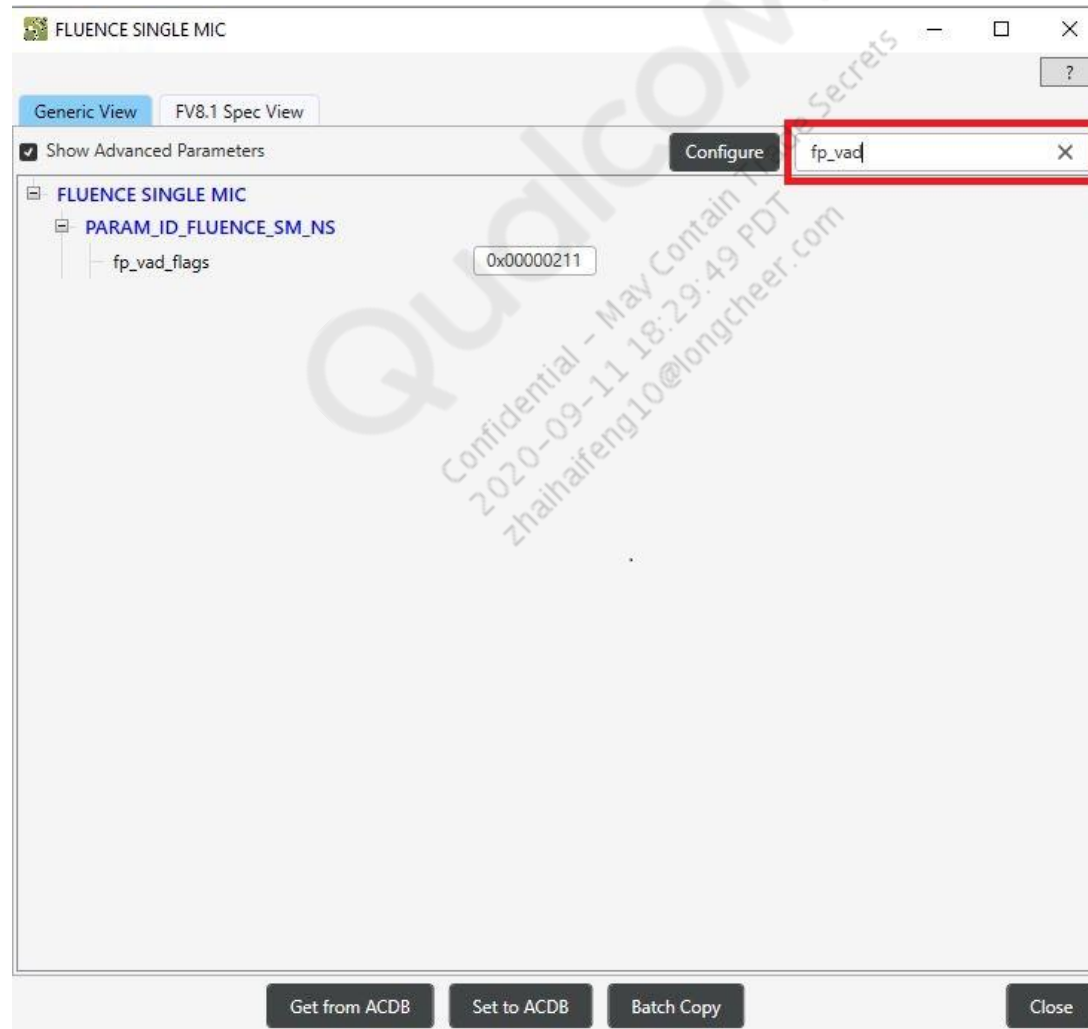 FLUENCE SINGLE MIC
?
Generic View FV8.1 Spec View
Show Advanced Parameters Configure fp_vad
FLUENCE SINGLE MIC
PARAM_ID_FLUENCE_SM_NS
fp_vad_flags 0x00000211
Qualcom
Confidential - May Contain Trade Secrets
2020-09-11 18:29:49 PDT
zhaihaifeng10@longcheer.com
Get from ACDB Set to ACDB Batch Copy Close